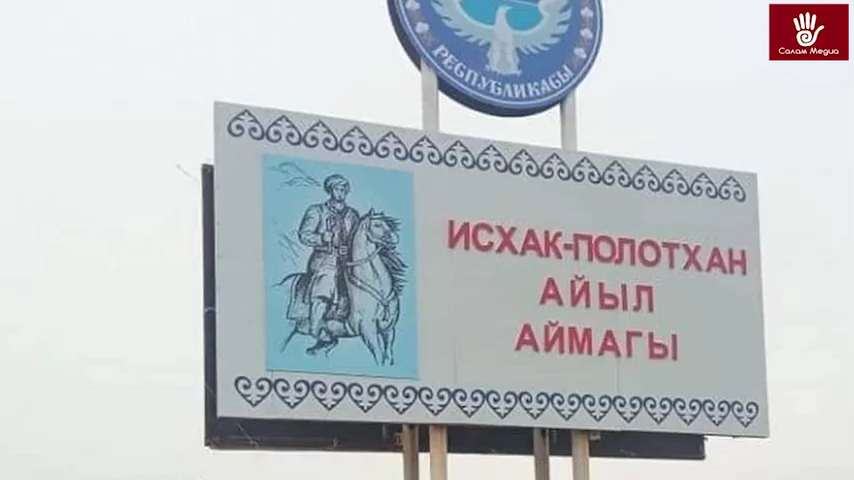 Салам Медиа
РЕСПУБЛИКАСЫ
ИСХАК-ПОЛОТХАН
АЙЫЛ
АЙМАГЫ